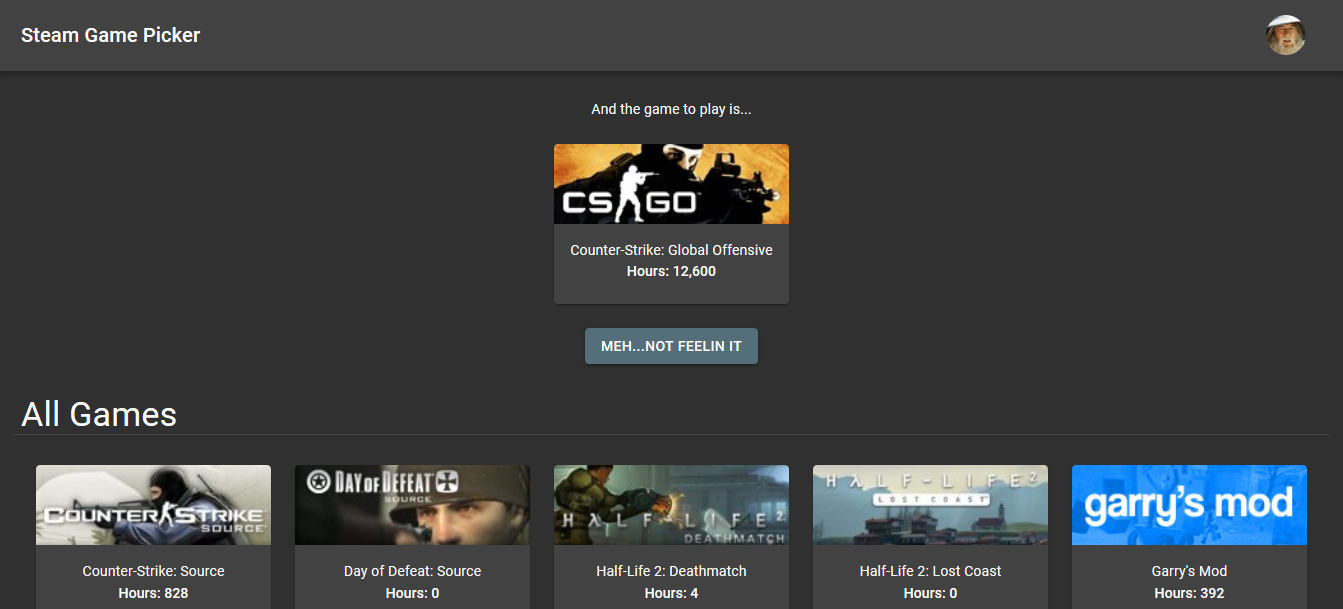 Steam Game Picker
And the game to play is...
CS GO
Counter-Strike: Global Offensive
Hours: 12,600
MEH...NOT FEELIN IT
All Games
COUNTER STRIKE
SOURCE
DAY OF DEFEAT
SOURCE
HλLF-LIFE 2
DEATHMATCH
HλLF-LIFE 2
LOST COAST
garry's mod
Counter-Strike: Source
Day of Defeat: Source
Half-Life 2: Deathmatch
Half-Life 2: Lost Coast
Garry's Mod
Hours: 828
Hours: 0
Hours: 4
Hours: 0
Hours: 392